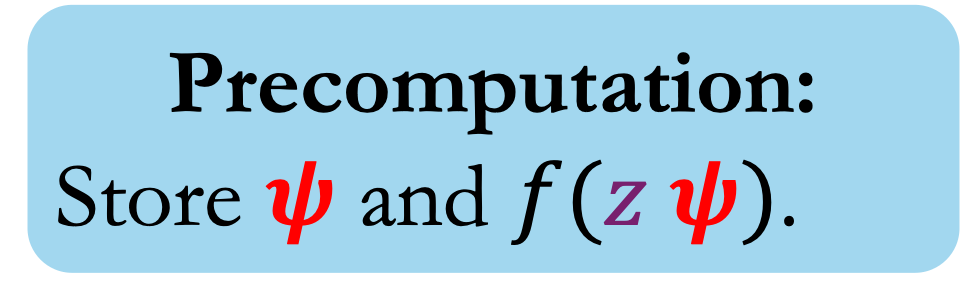 Precomputation:
Store ψ and f(z ψ).